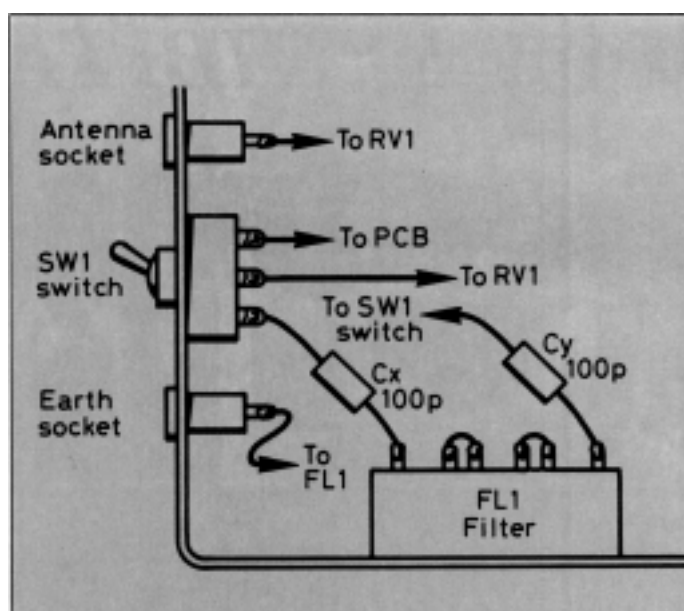 Antenna
socket
To RV1
To PCB
SW1
switch
To RV1
To SW1
switch
Cx
100p
Cy
100p
Earth
socket
To
FL1
FL1
Filter